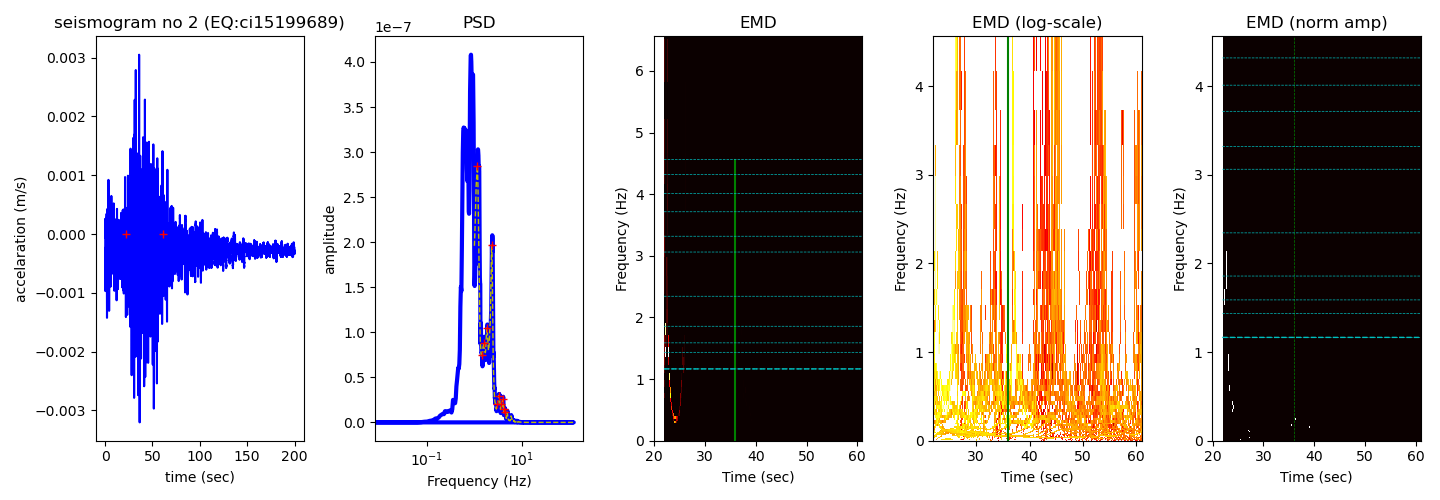 seismogram no 2 (EQ:ci15199689)
accelaration (m/s)
0.003
0.002
0.001
0.000
−0.001
−0.002
−0.003
0 50 100 150 200
time (sec)
PSD
1e−7
amplitude
4.0
3.5
3.0
2.5
2.0
1.5
1.0
0.5
0.0
10⁻¹ 10¹
Frequency (Hz)
EMD
Frequency (Hz)
6
5
4
3
2
1
0
20 30 40 50 60
Time (sec)
EMD (log-scale)
Frequency (Hz)
4
3
2
1
0
30 40 50 60
Time (sec)
EMD (norm amp)
Frequency (Hz)
4
3
2
1
0
20 30 40 50 60
Time (sec)